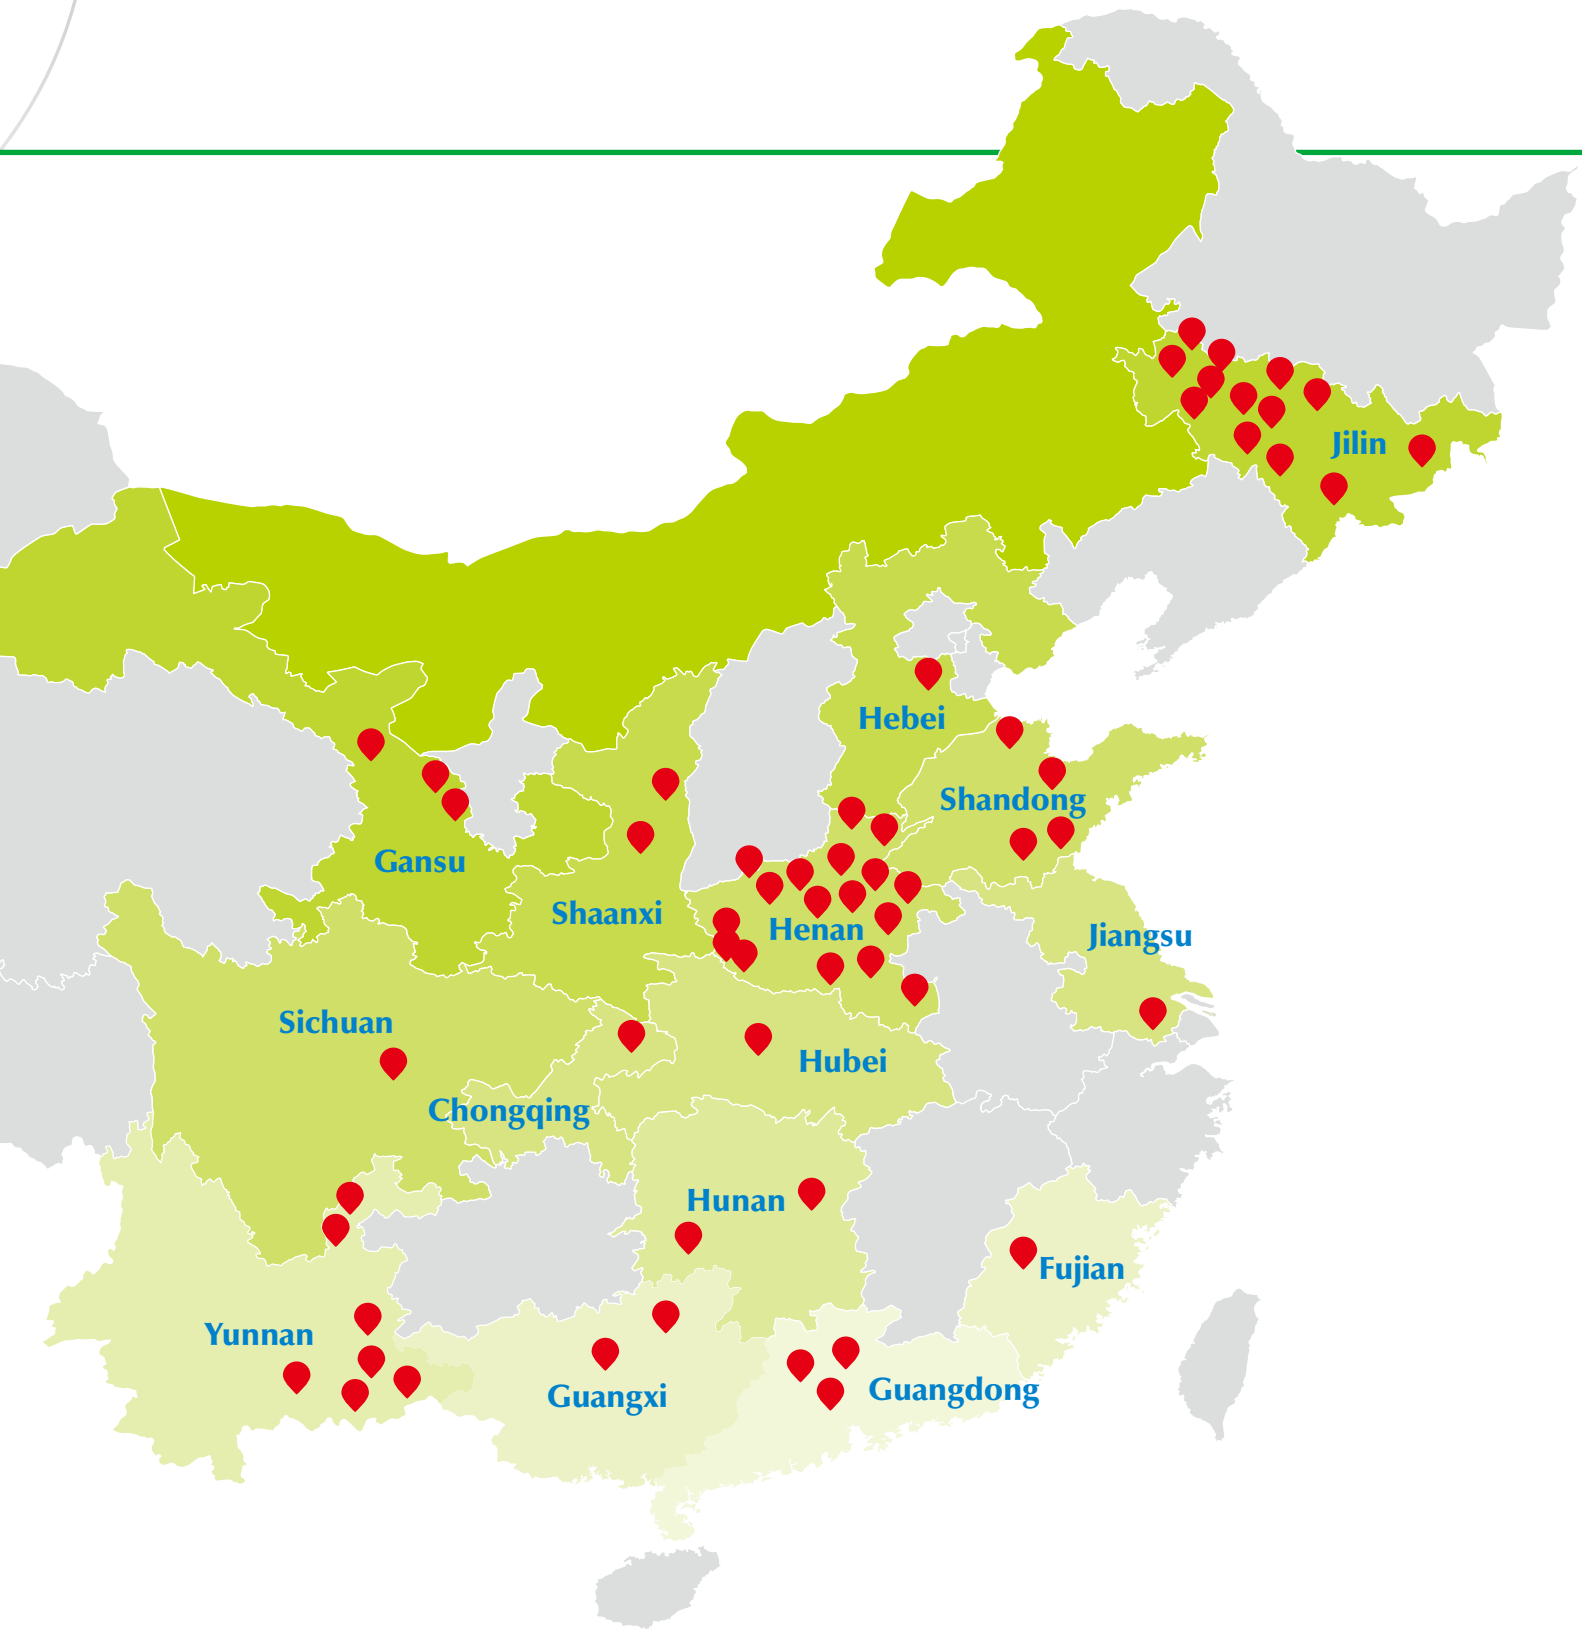 Jilin
Hebei
Shandong
Gansu
Shaanxi
Henan
Jiangsu
Sichuan
Hubei
Chongqing
Hunan
Fujian
Yunnan
Guangxi
Guangdong